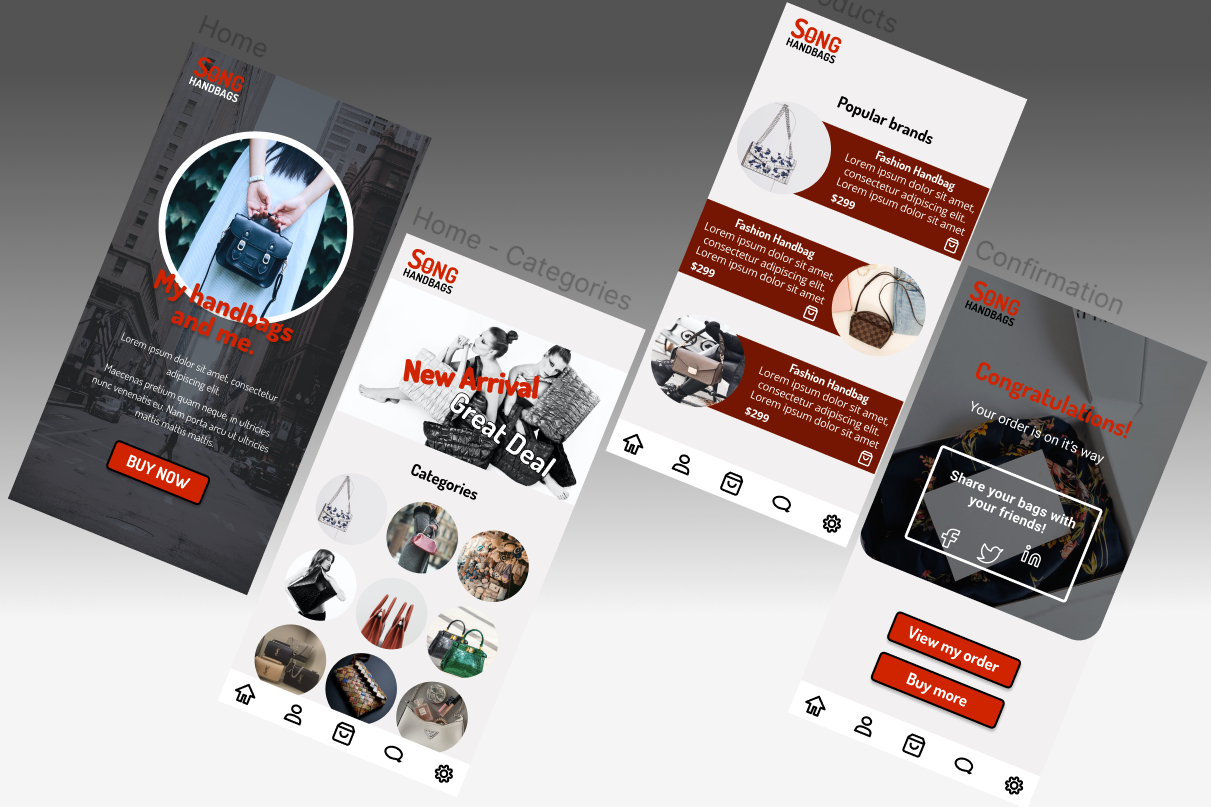 Home
SONG
HANDBAGS
My handbags
and me.
Lorem ipsum dolor sit amet, consectetur
adipiscing elit.
Maecenas pretium quam neque, in ultricies
nunc venenatis eu. Nam porta arcu ut ultricies
mattis mattis mattis.
BUY NOW
Home - Categories
SONG
HANDBAGS
New Arrival
Great Deal
Categories
SONG
HANDBAGS
Popular brands
Fashion Handbag
Lorem ipsum dolor sit amet,
consectetur adipiscing elit.
Lorem ipsum dolor sit amet
$299
Fashion Handbag
Lorem ipsum dolor sit amet,
consectetur adipiscing elit.
Lorem ipsum dolor sit amet
$299
Fashion Handbag
Lorem ipsum dolor sit amet,
consectetur adipiscing elit.
Lorem ipsum dolor sit amet
$299
Confirmation
SONG
HANDBAGS
Congratulations!
Your order is on it's way
Share your bags with
your friends!
View my order
Buy more